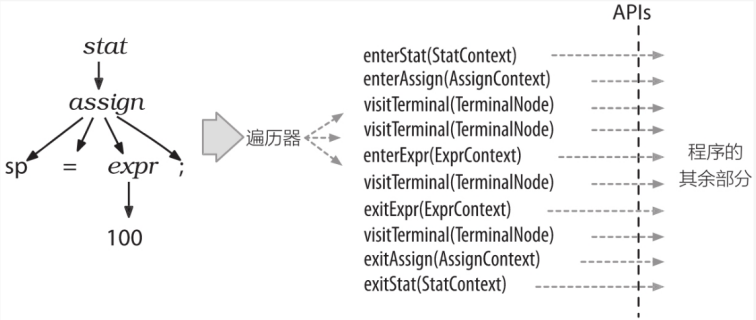 APIs
stat
assign
sp = expr ;
100
遍历器
enterStat(StatContext)
enterAssign(AssignContext)
visitTerminal(TerminalNode)
visitTerminal(TerminalNode)
enterExpr(ExprContext)
visitTerminal(TerminalNode)
exitExpr(ExprContext)
visitTerminal(TerminalNode)
exitAssign(AssignContext)
exitStat(StatContext)
程序的
其余部分